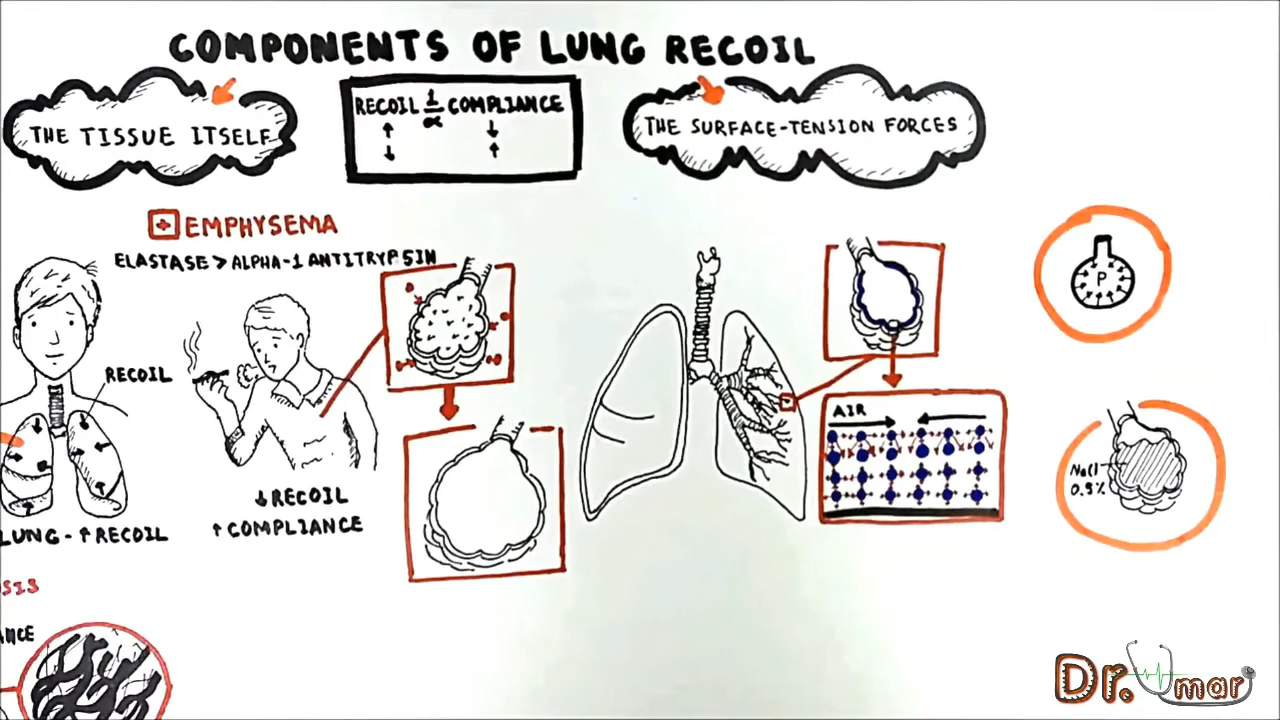 COMPONENTS OF LUNG RECOIL
THE TISSUE ITSELF
RECOIL 1/α COMPLIANCE
↑ ↓
↓ ↑
THE SURFACE-TENSION FORCES
EMPHYSEMA
ELASTASE > ALPHA-1 ANTITRYPSIN
RECOIL
↓ RECOIL
↑ COMPLIANCE
LUNG - ↑ RECOIL
AIR
P
NaCl
0.9%
Dr. Umar